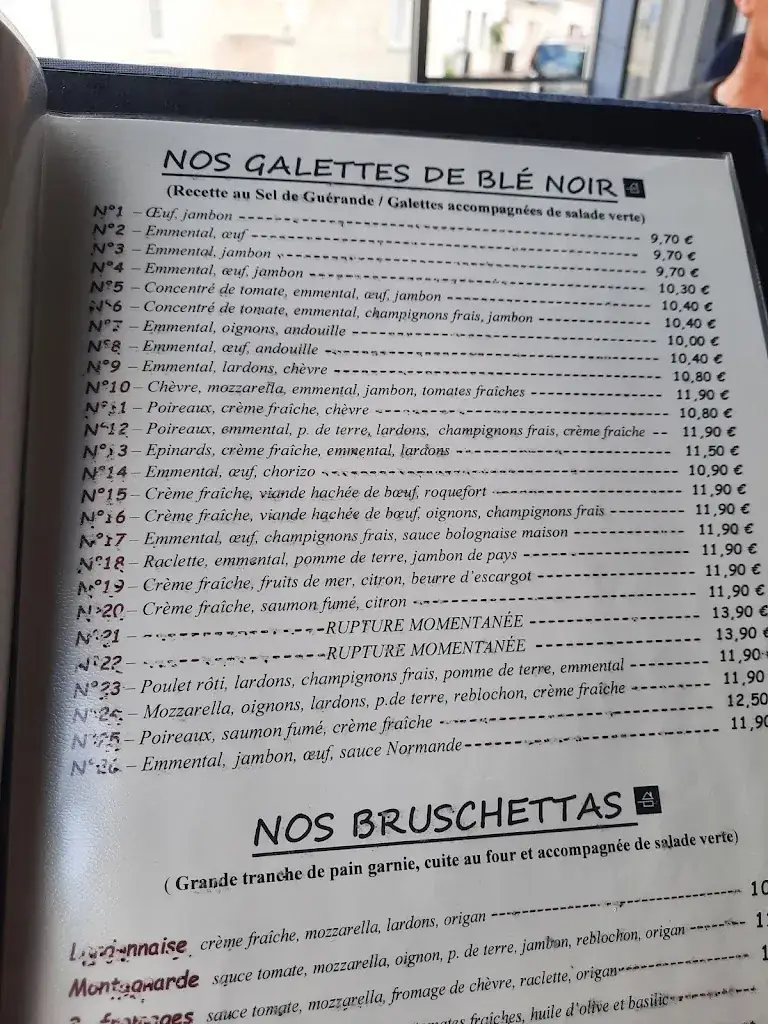 NOS GALETTES DE BLÉ NOIR
(Recette au Sel de Guérande / Galettes accompagnées de salade verte)
N°1 – Œuf, jambon 9,70 €
N°2 – Emmental, œuf 9,70 €
N°3 – Emmental, jambon 9,70 €
N°4 – Emmental, œuf, jambon 10,30 €
N°5 – Concentré de tomate, emmental, œuf, jambon 10,40 €
N°6 – Concentré de tomate, emmental, champignons frais, jambon 10,40 €
N°7 – Emmental, oignons, andouille 10,00 €
N°8 – Emmental, œuf, andouille 10,40 €
N°9 – Emmental, lardons, chèvre 10,80 €
N°10 – Chèvre, mozzarella, emmental, jambon, tomates fraîches 11,90 €
N°11 – Poireaux, crème fraîche, chèvre 10,80 €
N°12 – Poireaux, emmental, p. de terre, lardons, champignons frais, crème fraiche 11,90 €
N°13 – Epinards, crème fraîche, emmental, lardons 11,50 €
N°14 – Emmental, œuf, chorizo 10,90 €
N°15 – Crème fraîche, viande hachée de bœuf, roquefort 11,90 €
N°16 – Crème fraîche, viande hachée de bœuf, oignons, champignons frais 11,90 €
N°17 – Emmental, œuf, champignons frais, sauce bolognaise maison 11,90 €
N°18 – Raclette, emmental, pomme de terre, jambon de pays 11,90 €
N°19 – Crème fraîche, fruits de mer, citron, beurre d'escargot 11,90 €
N°20 – Crème fraîche, saumon fumé, citron 11,90 €
N°21 – RUPTURE MOMENTANÉE 13,90 €
N°22 – RUPTURE MOMENTANÉE 13,90 €
N°23 – Poulet rôti, lardons, champignons frais, pomme de terre, emmental 11,90
N°24 – Mozzarella, oignons, lardons, p.de terre, reblochon, crème fraîche 11,90
N°25 – Poireaux, saumon fumé, crème fraîche 12,50
N°26 – Emmental, jambon, œuf, sauce Normande 11,90
NOS BRUSCHETTAS
( Grande tranche de pain garnie, cuite au four et accompagnée de salade verte)
crème fraîche, mozzarella, lardons, origan 10
Montagnarde sauce tomate, mozzarella, oignon, p. de terre, jambon, reblochon, origan
fromages sauce tomate, mozzarella, fromage de chèvre, raclette, origan
fraîches, huile d'olive et basilic